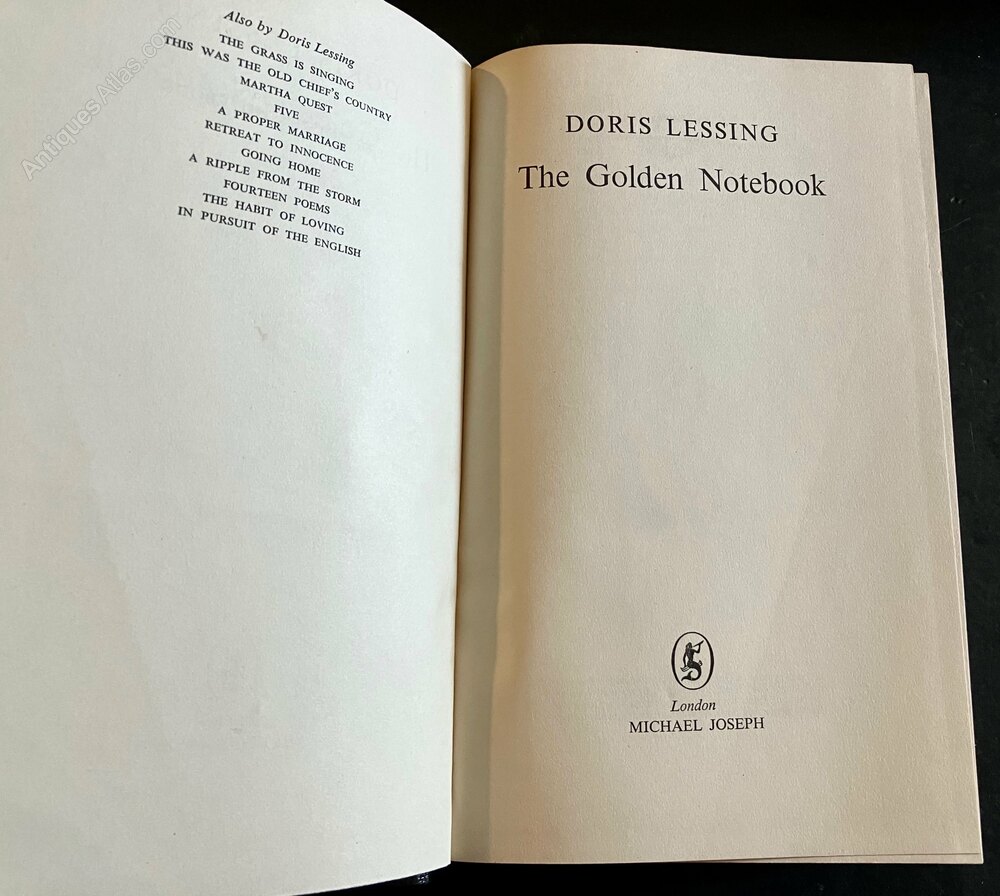 Also by Doris Lessing
THE GRASS IS SINGING
THIS WAS THE OLD CHIEF'S COUNTRY
MARTHA QUEST
FIVE
A PROPER MARRIAGE
RETREAT TO INNOCENCE
GOING HOME
A RIPPLE FROM THE STORM
FOURTEEN POEMS
THE HABIT OF LOVING
IN PURSUIT OF THE ENGLISH
AntiquesAtlas.com
DORIS LESSING
The Golden Notebook
London
MICHAEL JOSEPH